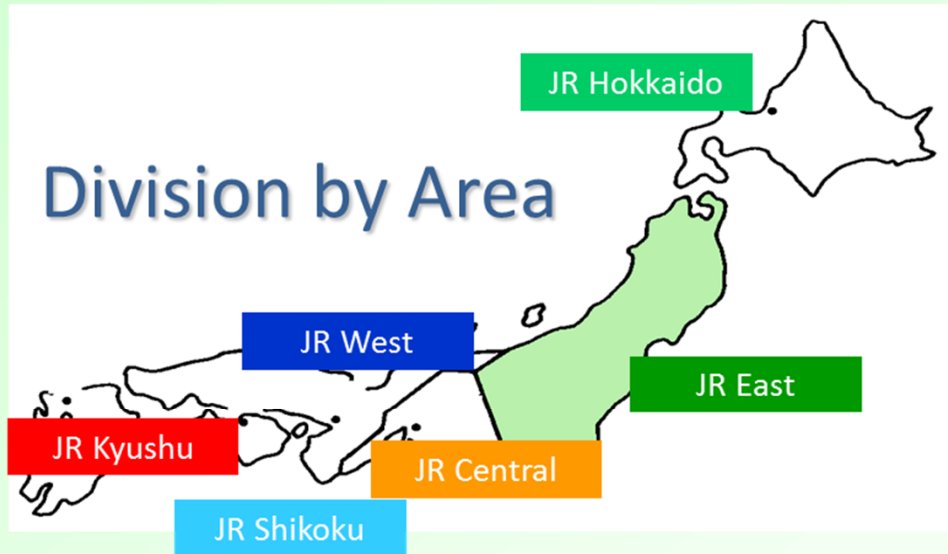 JR Hokkaido
Division by Area
JR West
JR East
JR Kyushu
JR Central
JR Shikoku